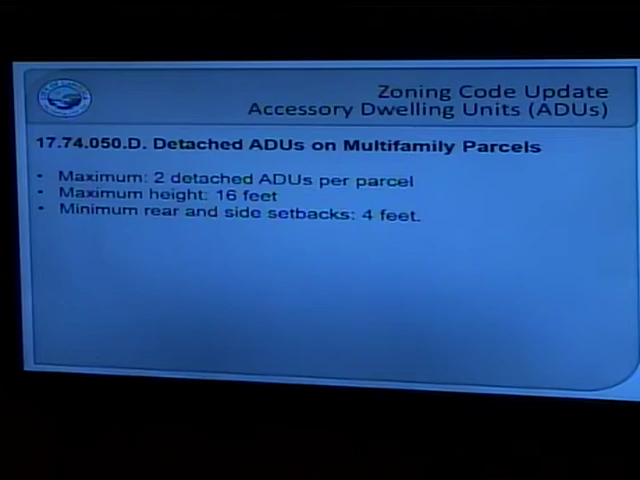 Zoning Code Update
Accessory Dwelling Units (ADUs)
17.74.050.D. Detached ADUs on Multifamily Parcels
• Maximum: 2 detached ADUs per parcel
• Maximum height: 16 feet
• Minimum rear and side setbacks: 4 feet.